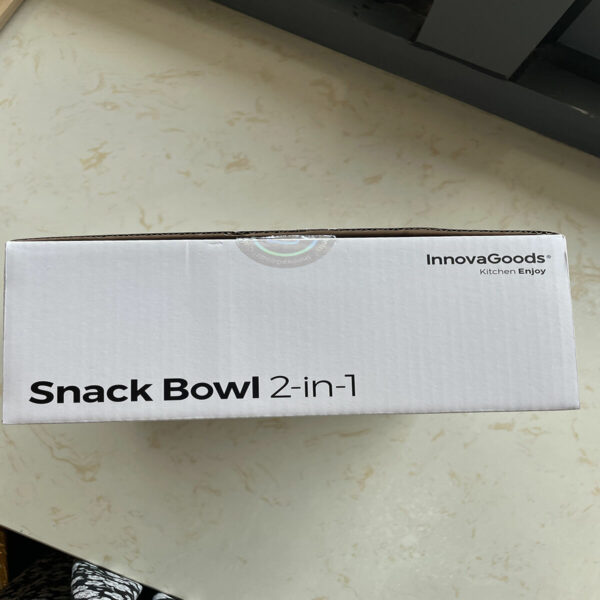 InnovaGoods®
Kitchen Enjoy
Snack Bowl 2-in-1